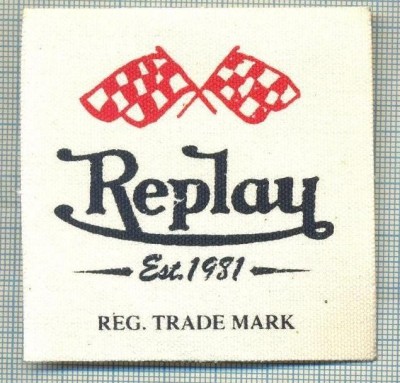 Replay
Est. 1981
REG. TRADE MARK